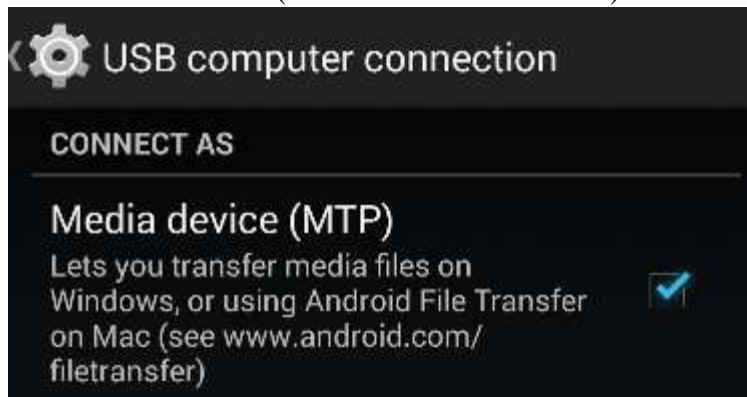 USB computer connection
CONNECT AS
Media device (MTP)
Lets you transfer media files on
Windows, or using Android File Transfer
on Mac (see www.android.com/
filetransfer)